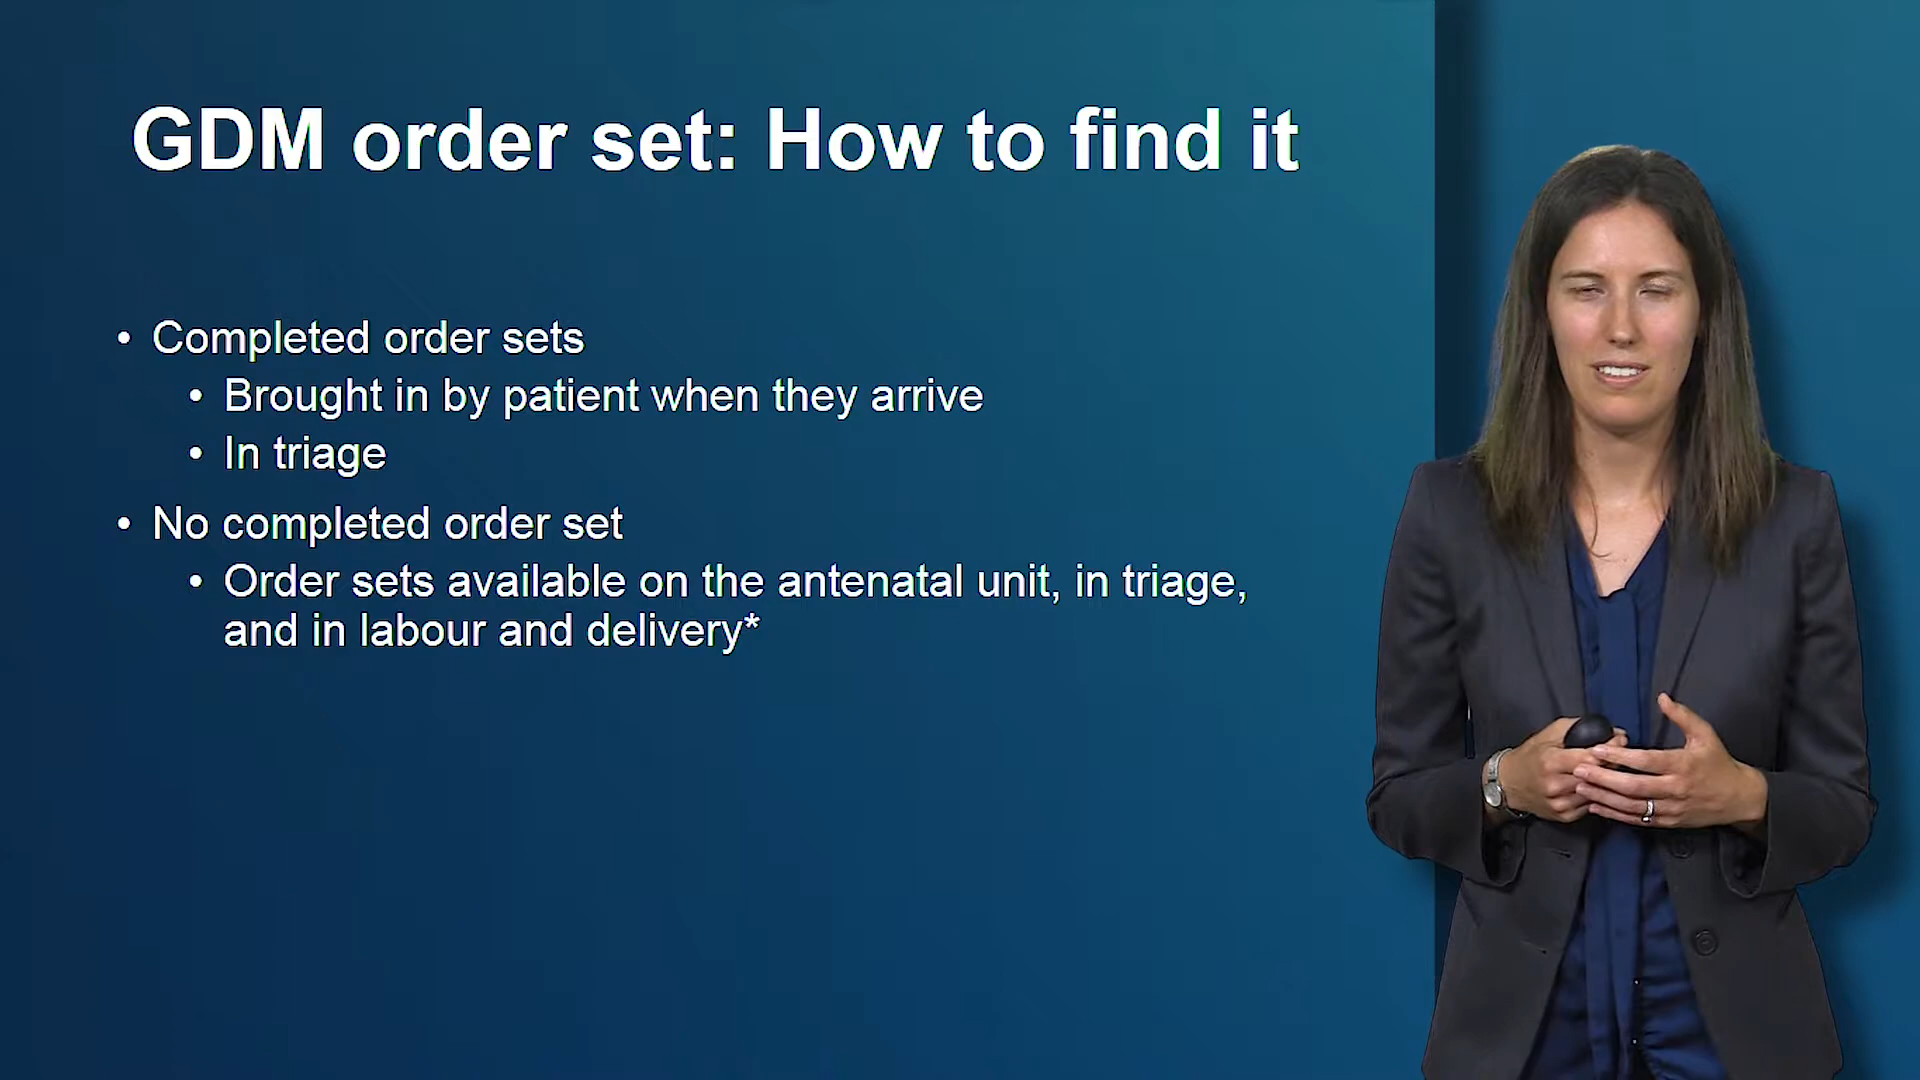 GDM order set: How to find it
• Completed order sets
• Brought in by patient when they arrive
• In triage
• No completed order set
• Order sets available on the antenatal unit, in triage,
and in labour and delivery*